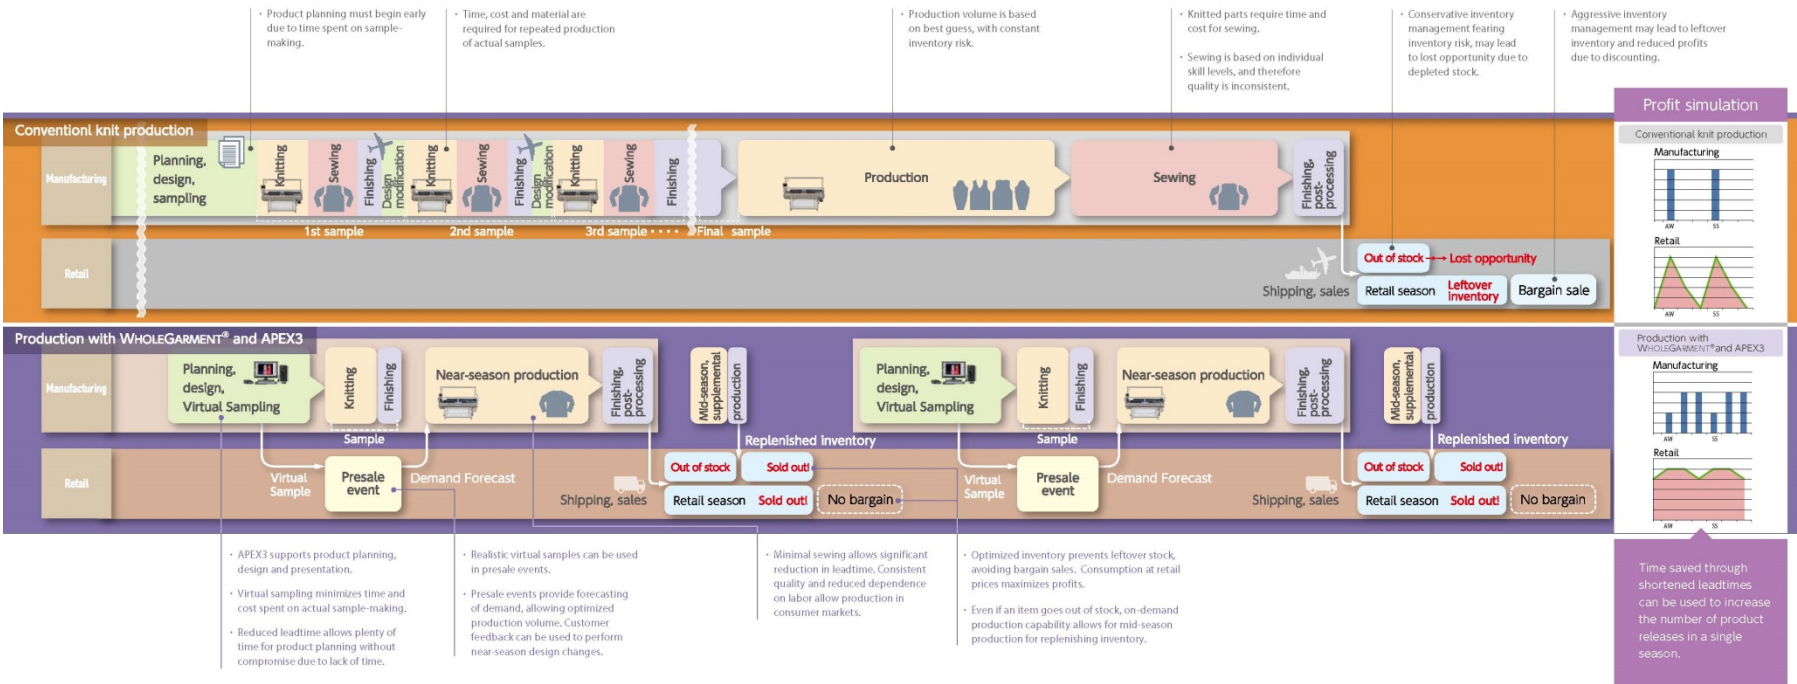 · Product planning must begin early
due to time spent on sample-
making.
· Time, cost and material are
required for repeated production
of actual samples.
· Production volume is based
on best guess, with constant
inventory risk.
· Knitted parts require time and
cost for sewing.
· Sewing is based on individual
skill levels, and therefore
quality is inconsistent.
· Conservative inventory
management fearing
inventory risk, may lead
to lost opportunity due to
depleted stock.
· Aggressive inventory
management may lead to leftover
inventory and reduced profits
due to discounting.
Profit simulation
Conventionl knit production
Manufacturing
Planning,
design,
sampling
Knitting
Sewing
Finishing
Design
modification
Knitting
Sewing
Finishing
Design
modification
Knitting
Sewing
Finishing
1st sample
2nd sample
3rd sample · · · ·
Final sample
Production
Sewing
Finishing,
post-
processing
Retail
Shipping, sales
Out of stock
Lost opportunity
Retail season
Leftover
inventory
Bargain sale
Conventional knit production
Manufacturing
AW
SS
Retail
AW
SS
Production with WHOLEGARMENT® and APEX3
Manufacturing
Planning,
design,
Virtual Sampling
Knitting
Finishing
Sample
Near-season production
Finishing,
post-
processing
Mid-season,
supplemental
production
Replenished inventory
Retail
Virtual
Sample
Presale
event
Demand Forecast
Shipping, sales
Out of stock
Sold out!
Retail season
Sold out!
No bargain
Planning,
design,
Virtual Sampling
Knitting
Finishing
Sample
Near-season production
Finishing,
post-
processing
Mid-season,
supplemental
production
Replenished inventory
Virtual
Sample
Presale
event
Demand Forecast
Shipping, sales
Out of stock
Sold out!
Retail season
Sold out!
No bargain
Production with
WHOLEGARMENT® and APEX3
Manufacturing
AW
SS
Retail
AW
SS
· APEX3 supports product planning,
design and presentation.
· Virtual sampling minimizes time and
cost spent on actual sample-making.
· Reduced leadtime allows plenty of
time for product planning without
compromise due to lack of time.
· Realistic virtual samples can be used
in presale events.
· Presale events provide forecasting
of demand, allowing optimized
production volume. Customer
feedback can be used to perform
near-season design changes.
· Minimal sewing allows significant
reduction in leadtime. Consistent
quality and reduced dependence
on labor allow production in
consumer markets.
· Optimized inventory prevents leftover stock,
avoiding bargain sales. Consumption at retail
prices maximizes profits.
· Even if an item goes out of stock, on-demand
production capability allows for mid-season
production for replenishing inventory.
Time saved through
shortened leadtimes
can be used to increase
the number of product
releases in a single
season.